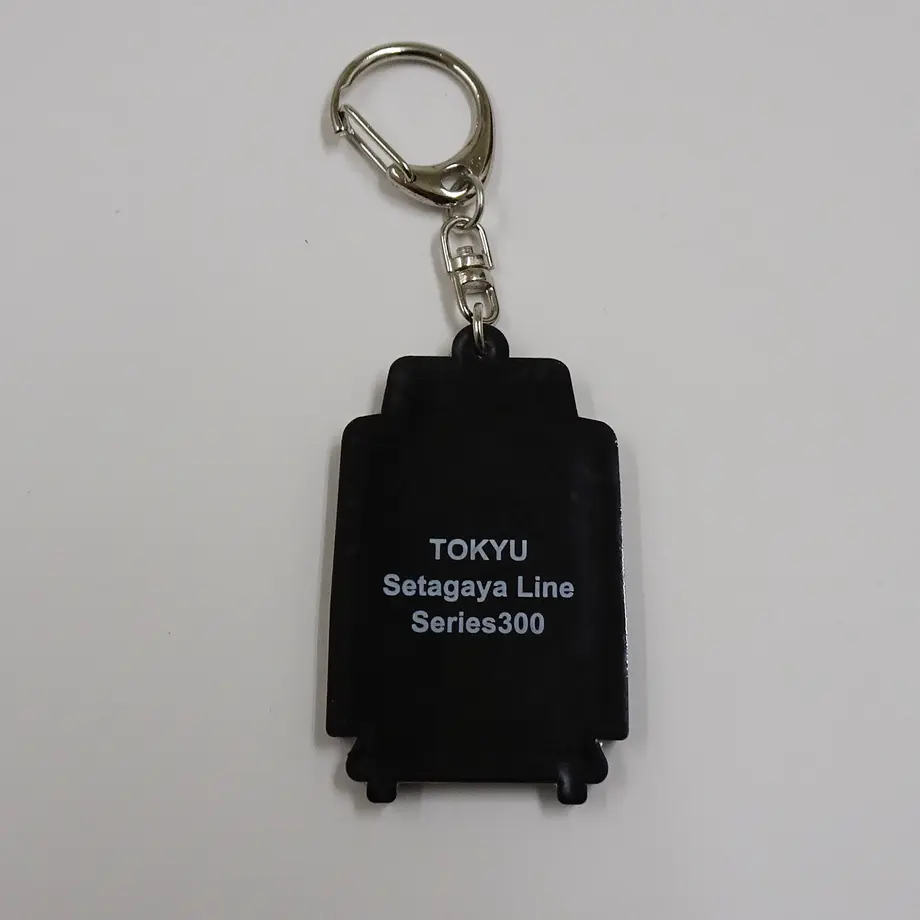 TOKYU
Setagaya Line
Series300